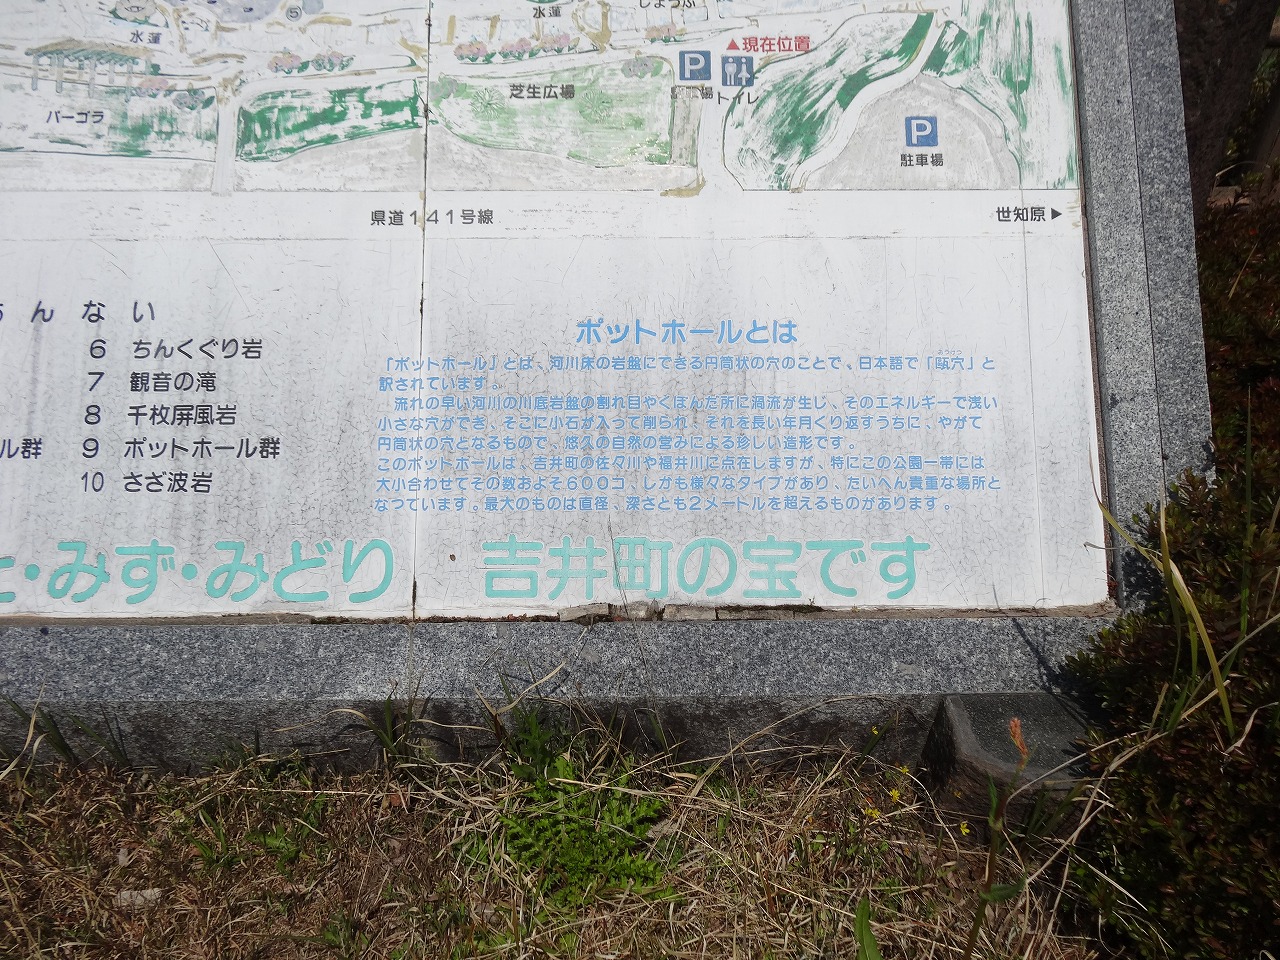 水蓮
5
水蓮
しょうぶ
▲現在位置
P
トイレ
芝生広場
パーゴラ
P
駐車場
県道141号線
世知原▶
んない
6 ちんくぐり岩
7 観音の滝
8 千枚屏風岩
ル群 9 ポットホール群
10 さざ波岩
ポットホールとは
「ポットホール」とは、河川床の岩盤にできる円筒状の穴のことで、日本語で「甌穴」と
訳されています。
流れの早い河川の川底岩盤の割れ目やくぼんだ所に渦流が生じ、そのエネルギーで浅い
小さな穴ができ、そこに小石が入って削られ、それを長い年月くり返すうちに、やがて
円筒状の穴となるもので、悠久の自然の営みによる珍しい造形です。
このポットホールは、吉井町の佐々川や福井川に点在しますが、特にこの公園一帯には
大小合わせてその数およそ600コ、しかも様々なタイプがあり、たいへん貴重な場所と
なつています。最大のものは直径、深さとも2メートルを超えるものがあります。
・みず・みどり 吉井町の宝です